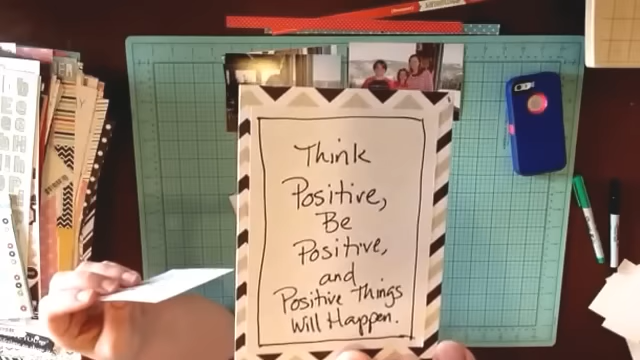 Think
Positive,
Be
Positive,
and
Positive Things
Will Happen.